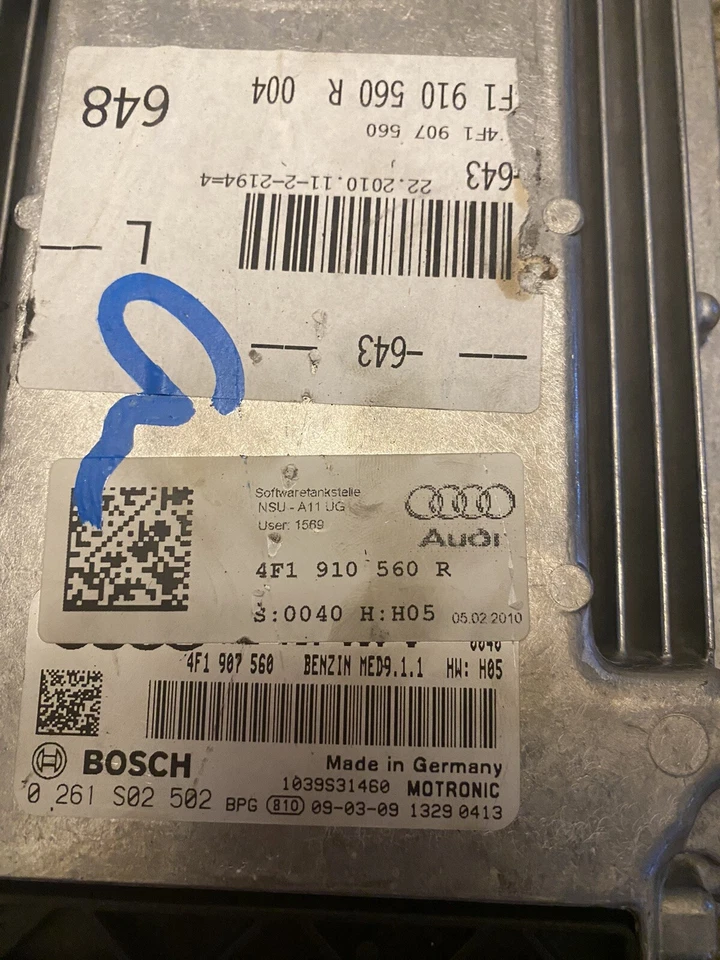 -643-
L
-643 22.2010.11-2-2194=4
4F1 907 560
F1 910 560 R 004 648
Softwaretankstelle
NSU - A11 UG
User: 1569
Audi
4F1 910 560 R
S:0040 H:H05 05.02.2010
0040
4F1 907 560 BENZIN MED9.1.1 HW: H05
BOSCH Made in Germany
1039S31460 MOTRONIC
0 261 S02 502 BPG 810 09-03-09 1329 0413